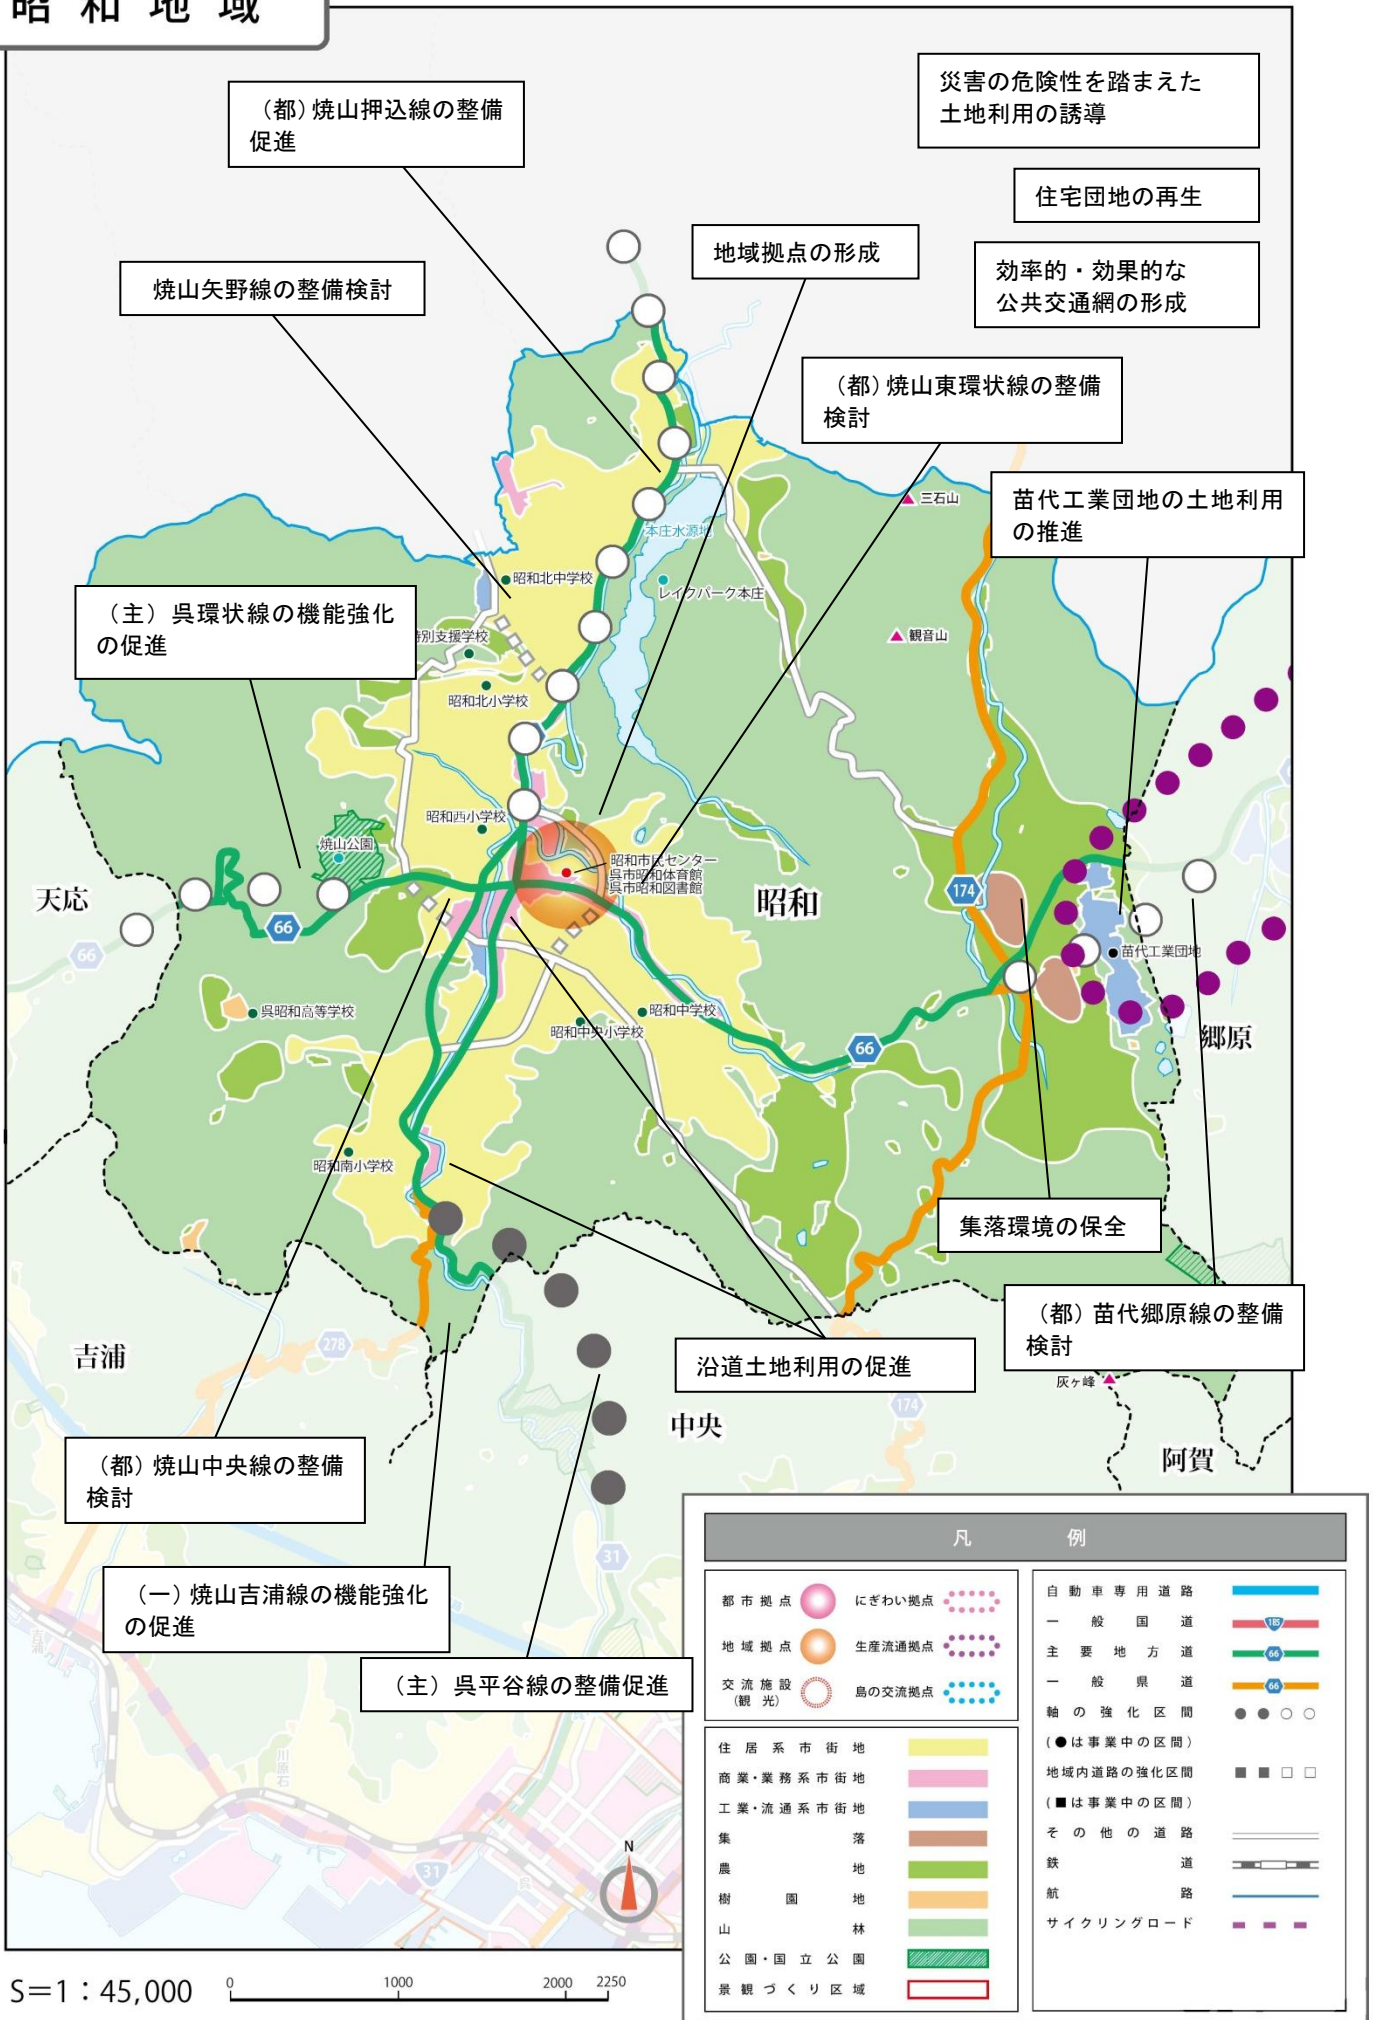 昭和地域
（都）焼山押込線の整備
促進
災害の危険性を踏まえた
土地利用の誘導
住宅団地の再生
地域拠点の形成
効率的・効果的な
公共交通網の形成
焼山矢野線の整備検討
（都）焼山東環状線の整備
検討
苗代工業団地の土地利用
の推進
三石山
本庄水源地
昭和北中学校
レイクパーク本庄
（主）呉環状線の機能強化
の促進
特別支援学校
観音山
昭和北小学校
昭和西小学校
焼山公園
昭和市民センター
呉市昭和体育館
呉市昭和図書館
天応
昭和
174
66
66
苗代工業団地
呉昭和高等学校
昭和中学校
昭和中央小学校
郷原
66
昭和南小学校
集落環境の保全
（都）苗代郷原線の整備
検討
吉浦
278
沿道土地利用の促進
灰ヶ峰
174
中央
阿賀
（都）焼山中央線の整備
検討
31
（一）焼山吉浦線の機能強化
の促進
（主）呉平谷線の整備促進
吉浦
川原石
31
呉
N
凡例
都市拠点
にぎわい拠点
地域拠点
生産流通拠点
交流施設
（観光）
島の交流拠点
住居系市街地
商業・業務系市街地
工業・流通系市街地
集落
農地
樹園地
山林
公園・国立公園
景観づくり区域
自動車専用道路
一般国道
185
主要地方道
66
一般県道
66
軸の強化区間
（●は事業中の区間）
地域内道路の強化区間
（■は事業中の区間）
その他の道路
鉄道
航路
サイクリングロード
S＝1：45,000
0 1000 2000 2250